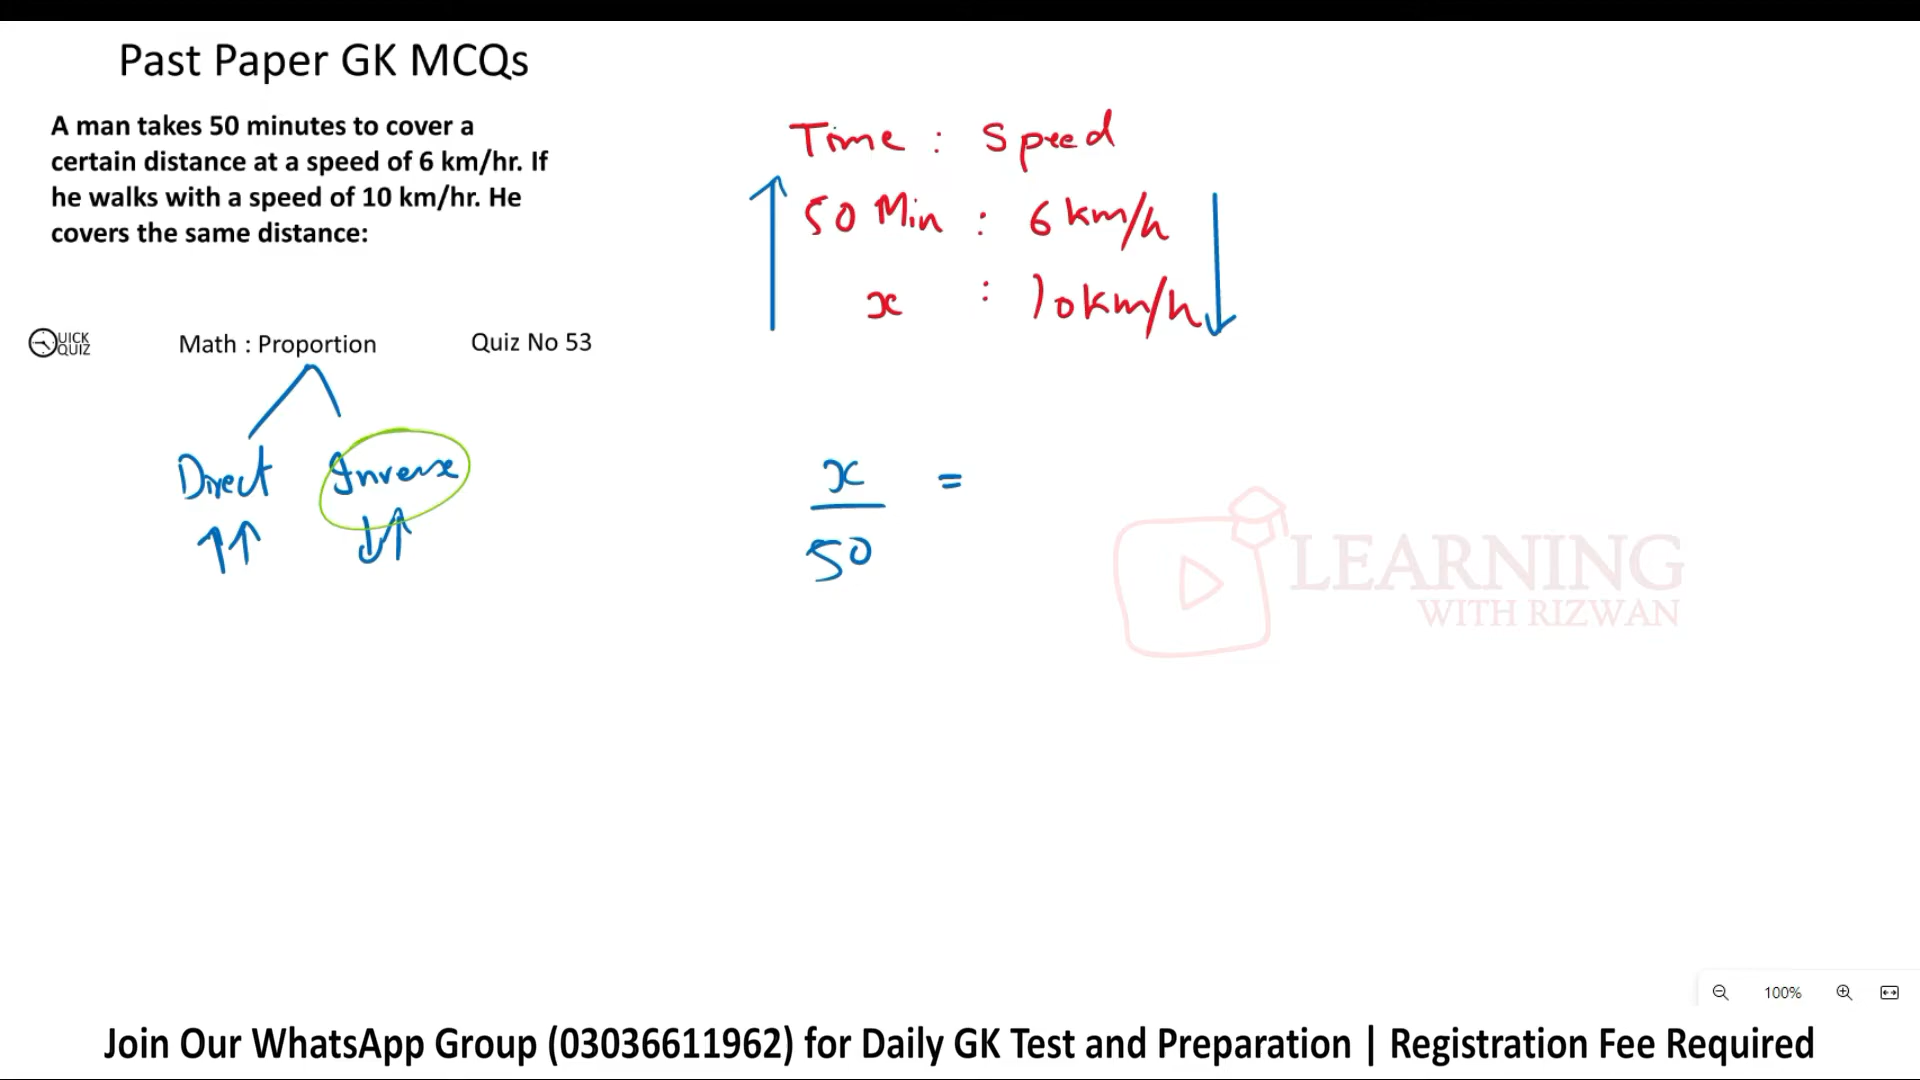 Past Paper GK MCQs
A man takes 50 minutes to cover a
certain distance at a speed of 6 km/hr. If
he walks with a speed of 10 km/hr. He
covers the same distance:
QUICK
QUIZ
Math : Proportion
Quiz No 53
Direct
Inverse
Time : Speed
50 Min : 6 km/h
x : 10 km/h
x
=
50
LEARNING
WITH RIZWAN
100%
Join Our WhatsApp Group (03036611962) for Daily GK Test and Preparation | Registration Fee Required